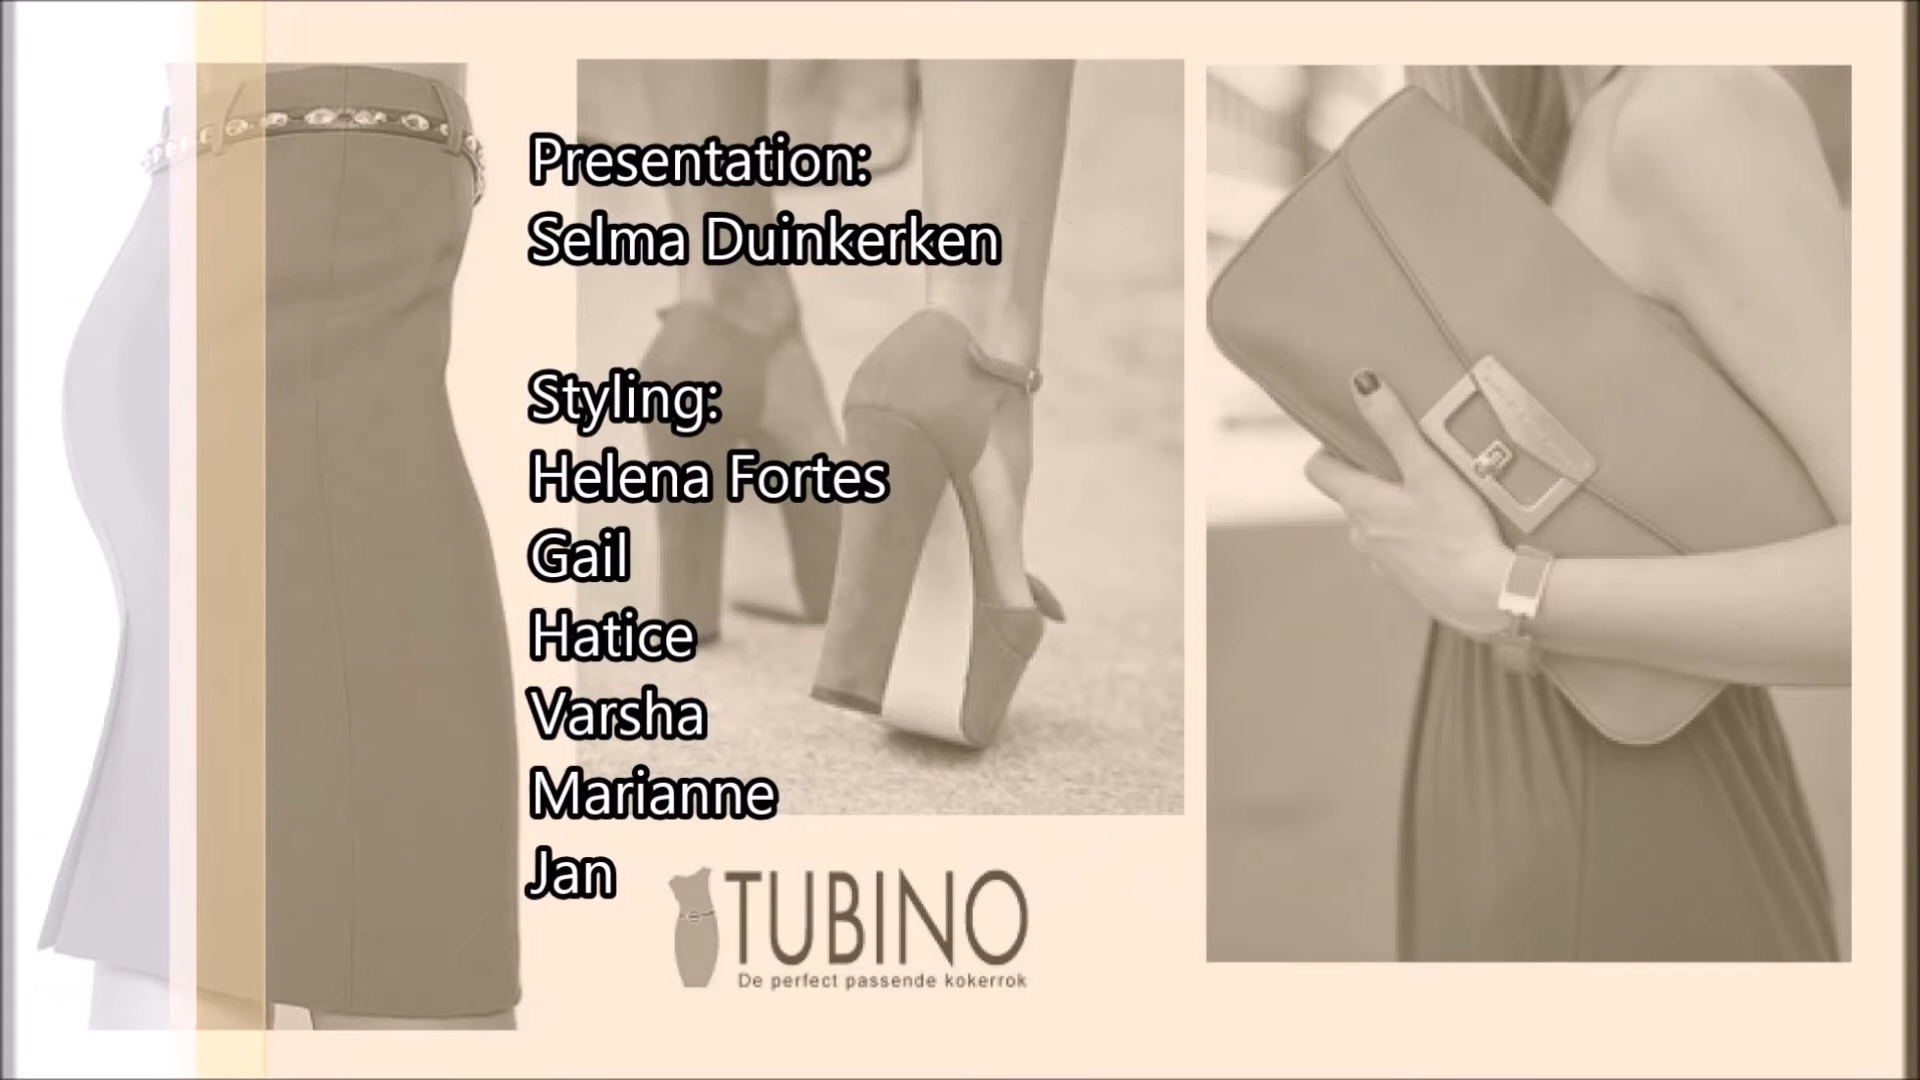 Presentation:
Selma Duinkerken
Styling:
Helena Fortes
Gail
Hatice
Varsha
Marianne
Jan
TUBINO
De perfect passende kokerrok